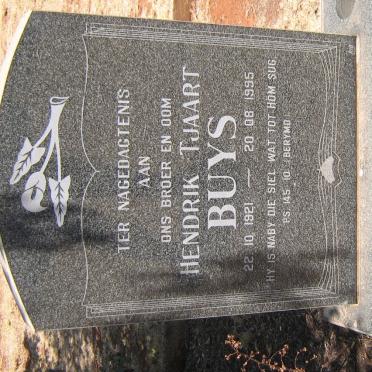 TER NAGEDAGTENIS
AAN
ONS BROER EN OOM
HENDRIK TJAART
BUYS
22. 10. 1921 — 20. 08. 1995
HY IS NABY DIE SIEL WAT TOT HOM SUG
PS. 145 10. BERYMD